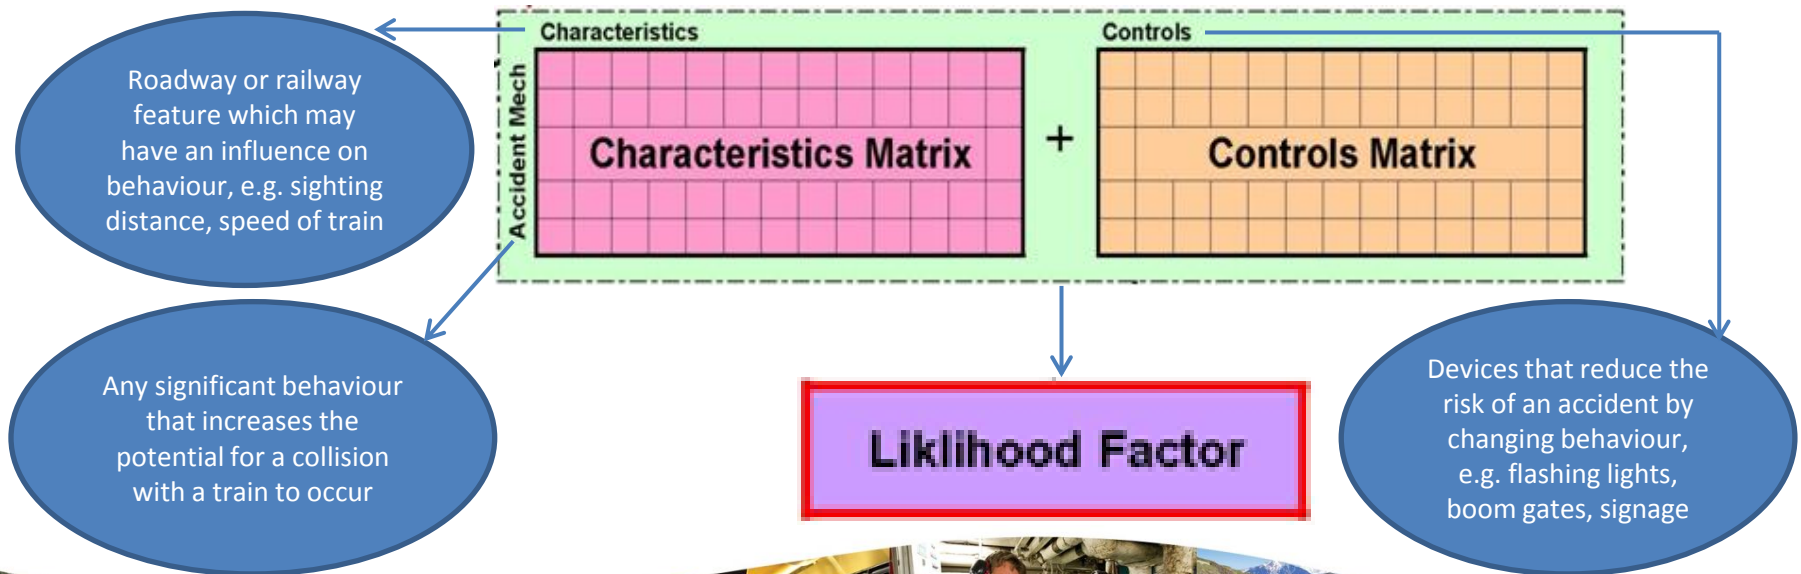 Characteristics
Controls
Accident Mech
Characteristics Matrix
+
Controls Matrix
Roadway or railway
feature which may
have an influence on
behaviour, e.g. sighting
distance, speed of train
Any significant behaviour
that increases the
potential for a collision
with a train to occur
Liklihood Factor
Devices that reduce the
risk of an accident by
changing behaviour,
e.g. flashing lights,
boom gates, signage